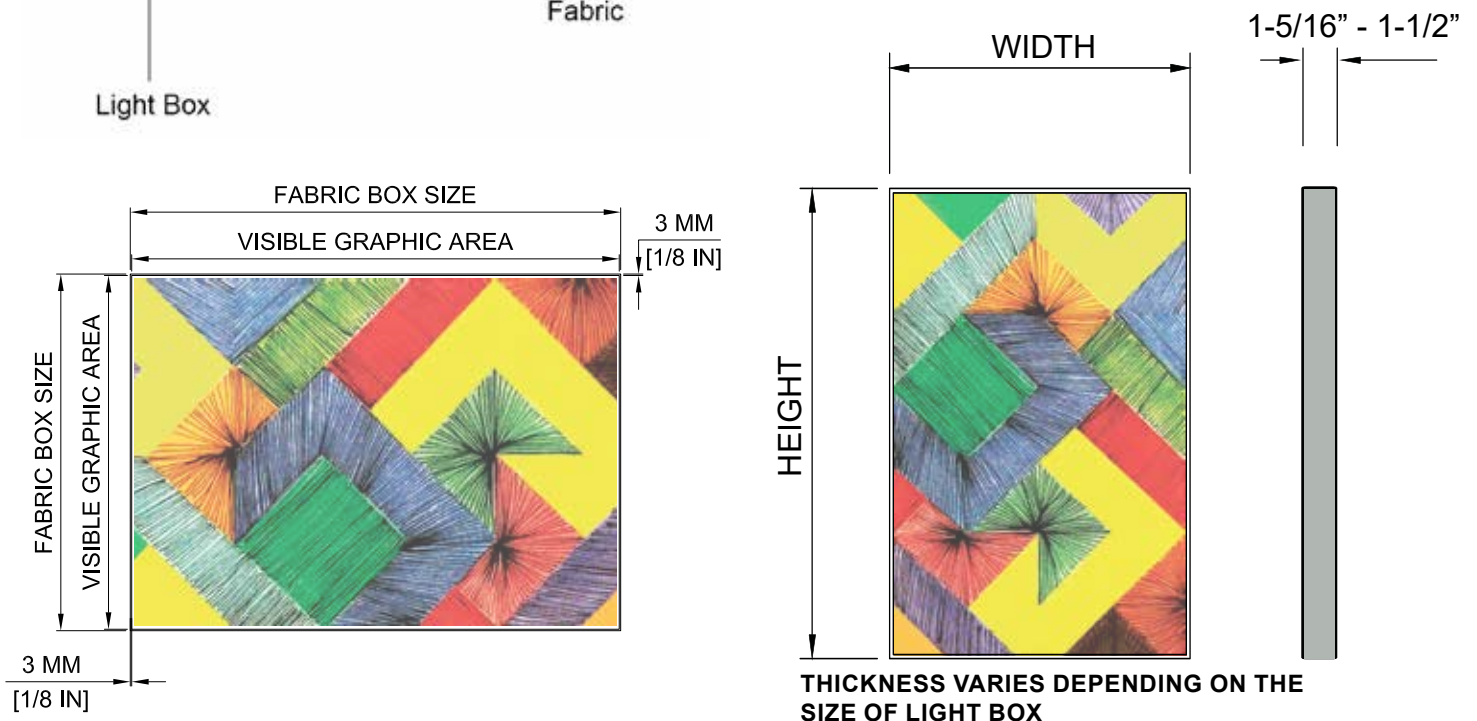 Fabric
Light Box
FABRIC BOX SIZE
VISIBLE GRAPHIC AREA
3 MM
[1/8 IN]
FABRIC BOX SIZE
VISIBLE GRAPHIC AREA
3 MM
[1/8 IN]
WIDTH
1-5/16” - 1-1/2”
HEIGHT
THICKNESS VARIES DEPENDING ON THE
SIZE OF LIGHT BOX